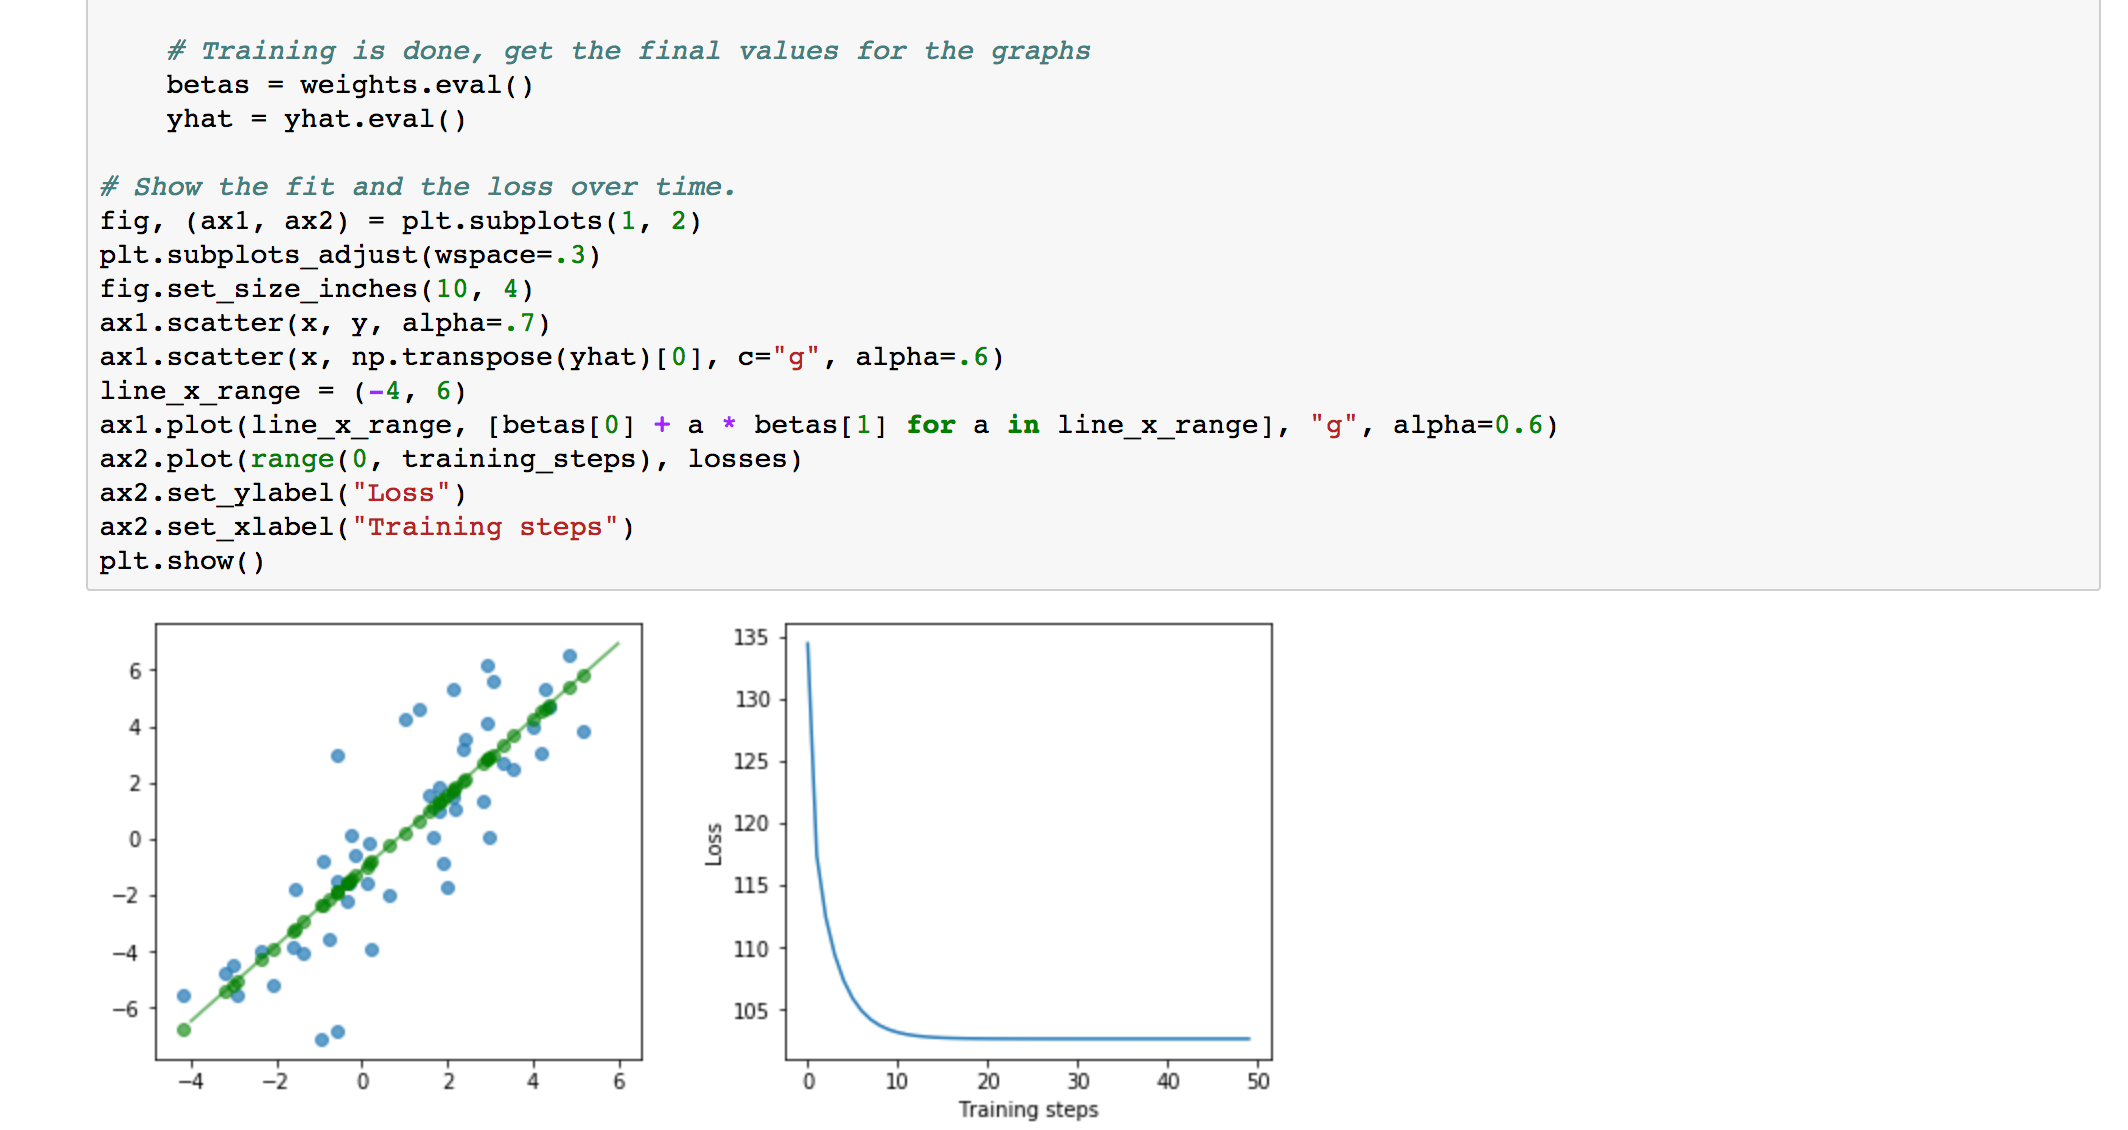 # Training is done, get the final values for the graphs
betas = weights.eval()
yhat = yhat.eval()
# Show the fit and the loss over time.
fig, (ax1, ax2) = plt.subplots(1, 2)
plt.subplots_adjust(wspace=.3)
fig.set_size_inches(10, 4)
ax1.scatter(x, y, alpha=.7)
ax1.scatter(x, np.transpose(yhat)[0], c="g", alpha=.6)
line_x_range = (-4, 6)
ax1.plot(line_x_range, [betas[0] + a * betas[1] for a in line_x_range], "g", alpha=0.6)
ax2.plot(range(0, training_steps), losses)
ax2.set_ylabel("Loss")
ax2.set_xlabel("Training steps")
plt.show()
6
4
2
0
−2
−4
−6
−4 −2 0 2 4 6
Loss
135
130
125
120
115
110
105
0 10 20 30 40 50
Training steps